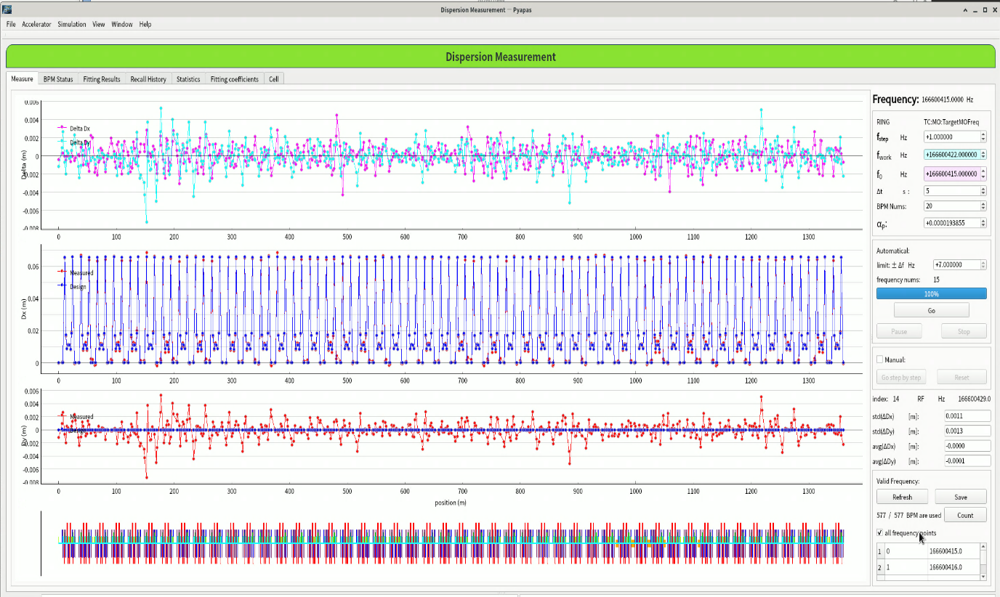 Dispersion Measurement — Pyapas
File Accelerator Simulation View Window Help
Dispersion Measurement
Measure BPM Status Fitting Results Recall History Statistics Fitting coefficients Cell
0.006
0.004
0.002
0
-0.002
-0.004
-0.006
-0.008
Delta (m)
Delta Dx
Delta Dy
0 100 200 300 400 500 600 700 800 900 1000 1100 1200 1300
0.06
0.04
0.02
0
Dx (m)
Measured
Design
0 100 200 300 400 500 600 700 800 900 1000 1100 1200 1300
0.006
0.004
0.002
0
-0.002
-0.004
-0.006
-0.008
Dy (m)
Measured
Design
0 100 200 300 400 500 600 700 800 900 1000 1100 1200 1300
position (m)
Frequency: 166600415.0000 Hz
RING TC:MO:TargetMOFreq
fstep Hz +1.000000
fwork Hz +166600422.000000
f0 Hz +166600415.000000
Δt s : 5
BPM Nums: 20
αp: +0.0000193855
Automatical:
limit: ± Δf Hz +7.000000
frequency nums: 15
100%
Go
Pause Stop
Manual:
Go step by step Reset
index: 14 RF Hz 166600429.0
std(ΔDx) [m]: 0.0011
std(ΔDy) [m]: 0.0013
avg(ΔDx) [m]: -0.0000
avg(ΔDy) [m]: -0.0001
Valid Frequency:
Refresh Save
577 / 577 BPM are used Count
all frequency points
1 0 166600415.0
2 1 166600416.0